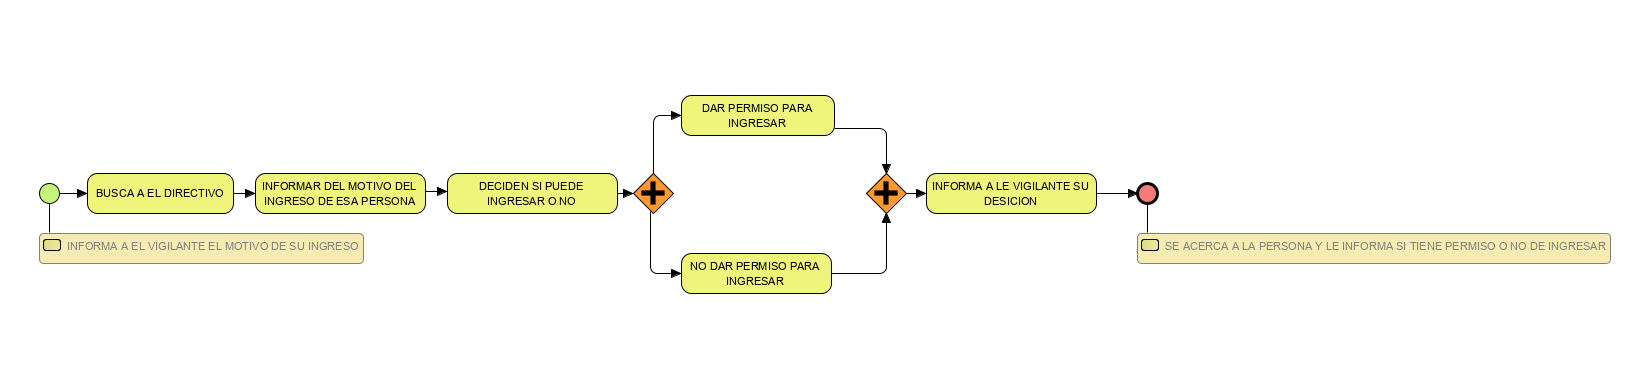 BUSCA A EL DIRECTIVO
INFORMAR DEL MOTIVO DEL
INGRESO DE ESA PERSONA
DECIDEN SI PUEDE
INGRESAR O NO
DAR PERMISO PARA
INGRESAR
NO DAR PERMISO PARA
INGRESAR
INFORMA A LE VIGILANTE SU
DESICION
INFORMA A EL VIGILANTE EL MOTIVO DE SU INGRESO
SE ACERCA A LA PERSONA Y LE INFORMA SI TIENE PERMISO O NO DE INGRESAR